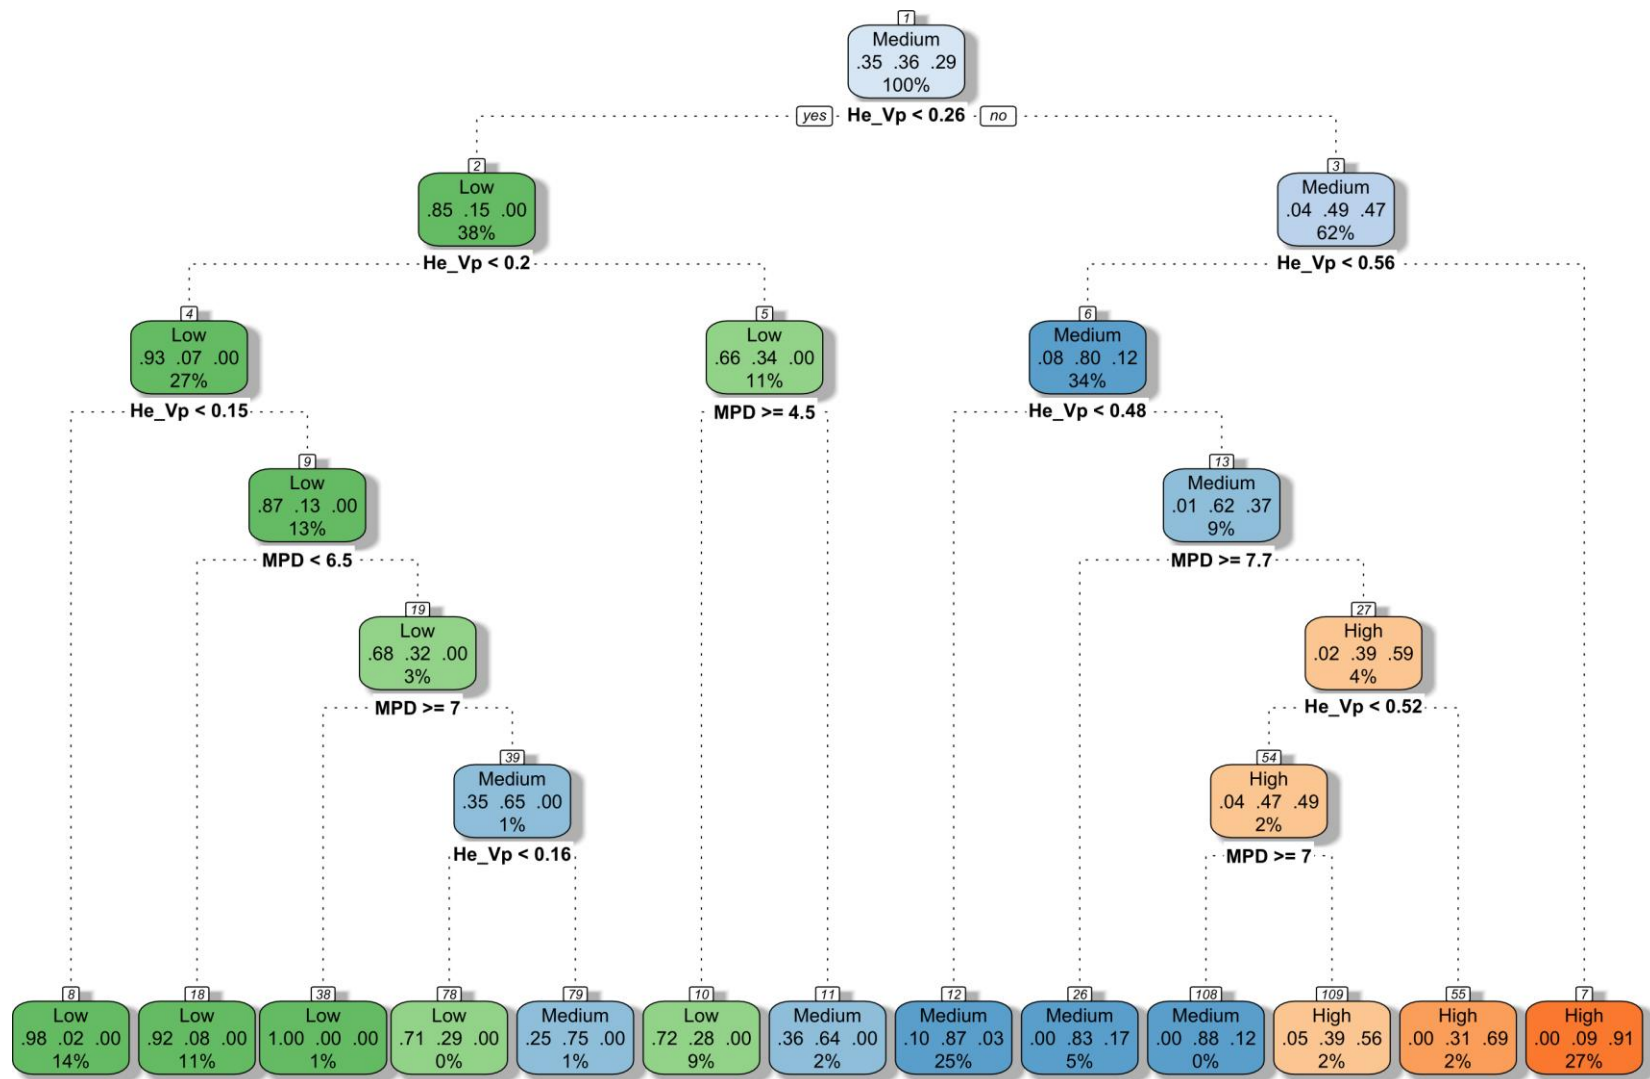 1
Medium
.35 .36 .29
100%
yes He_Vp < 0.26 no
2
Low
.85 .15 .00
38%
He_Vp < 0.2
3
Medium
.04 .49 .47
62%
He_Vp < 0.56
4
Low
.93 .07 .00
27%
He_Vp < 0.15
5
Low
.66 .34 .00
11%
MPD >= 4.5
6
Medium
.08 .80 .12
34%
He_Vp < 0.48
9
Low
.87 .13 .00
13%
MPD < 6.5
13
Medium
.01 .62 .37
9%
MPD >= 7.7
19
Low
.68 .32 .00
3%
MPD >= 7
27
High
.02 .39 .59
4%
He_Vp < 0.52
39
Medium
.35 .65 .00
1%
He_Vp < 0.16
54
High
.04 .47 .49
2%
MPD >= 7
8
Low
.98 .02 .00
14%
18
Low
.92 .08 .00
11%
38
Low
1.00 .00 .00
1%
78
Low
.71 .29 .00
0%
79
Medium
.25 .75 .00
1%
10
Low
.72 .28 .00
9%
11
Medium
.36 .64 .00
2%
12
Medium
.10 .87 .03
25%
26
Medium
.00 .83 .17
5%
108
Medium
.00 .88 .12
0%
109
High
.05 .39 .56
2%
55
High
.00 .31 .69
2%
7
High
.00 .09 .91
27%